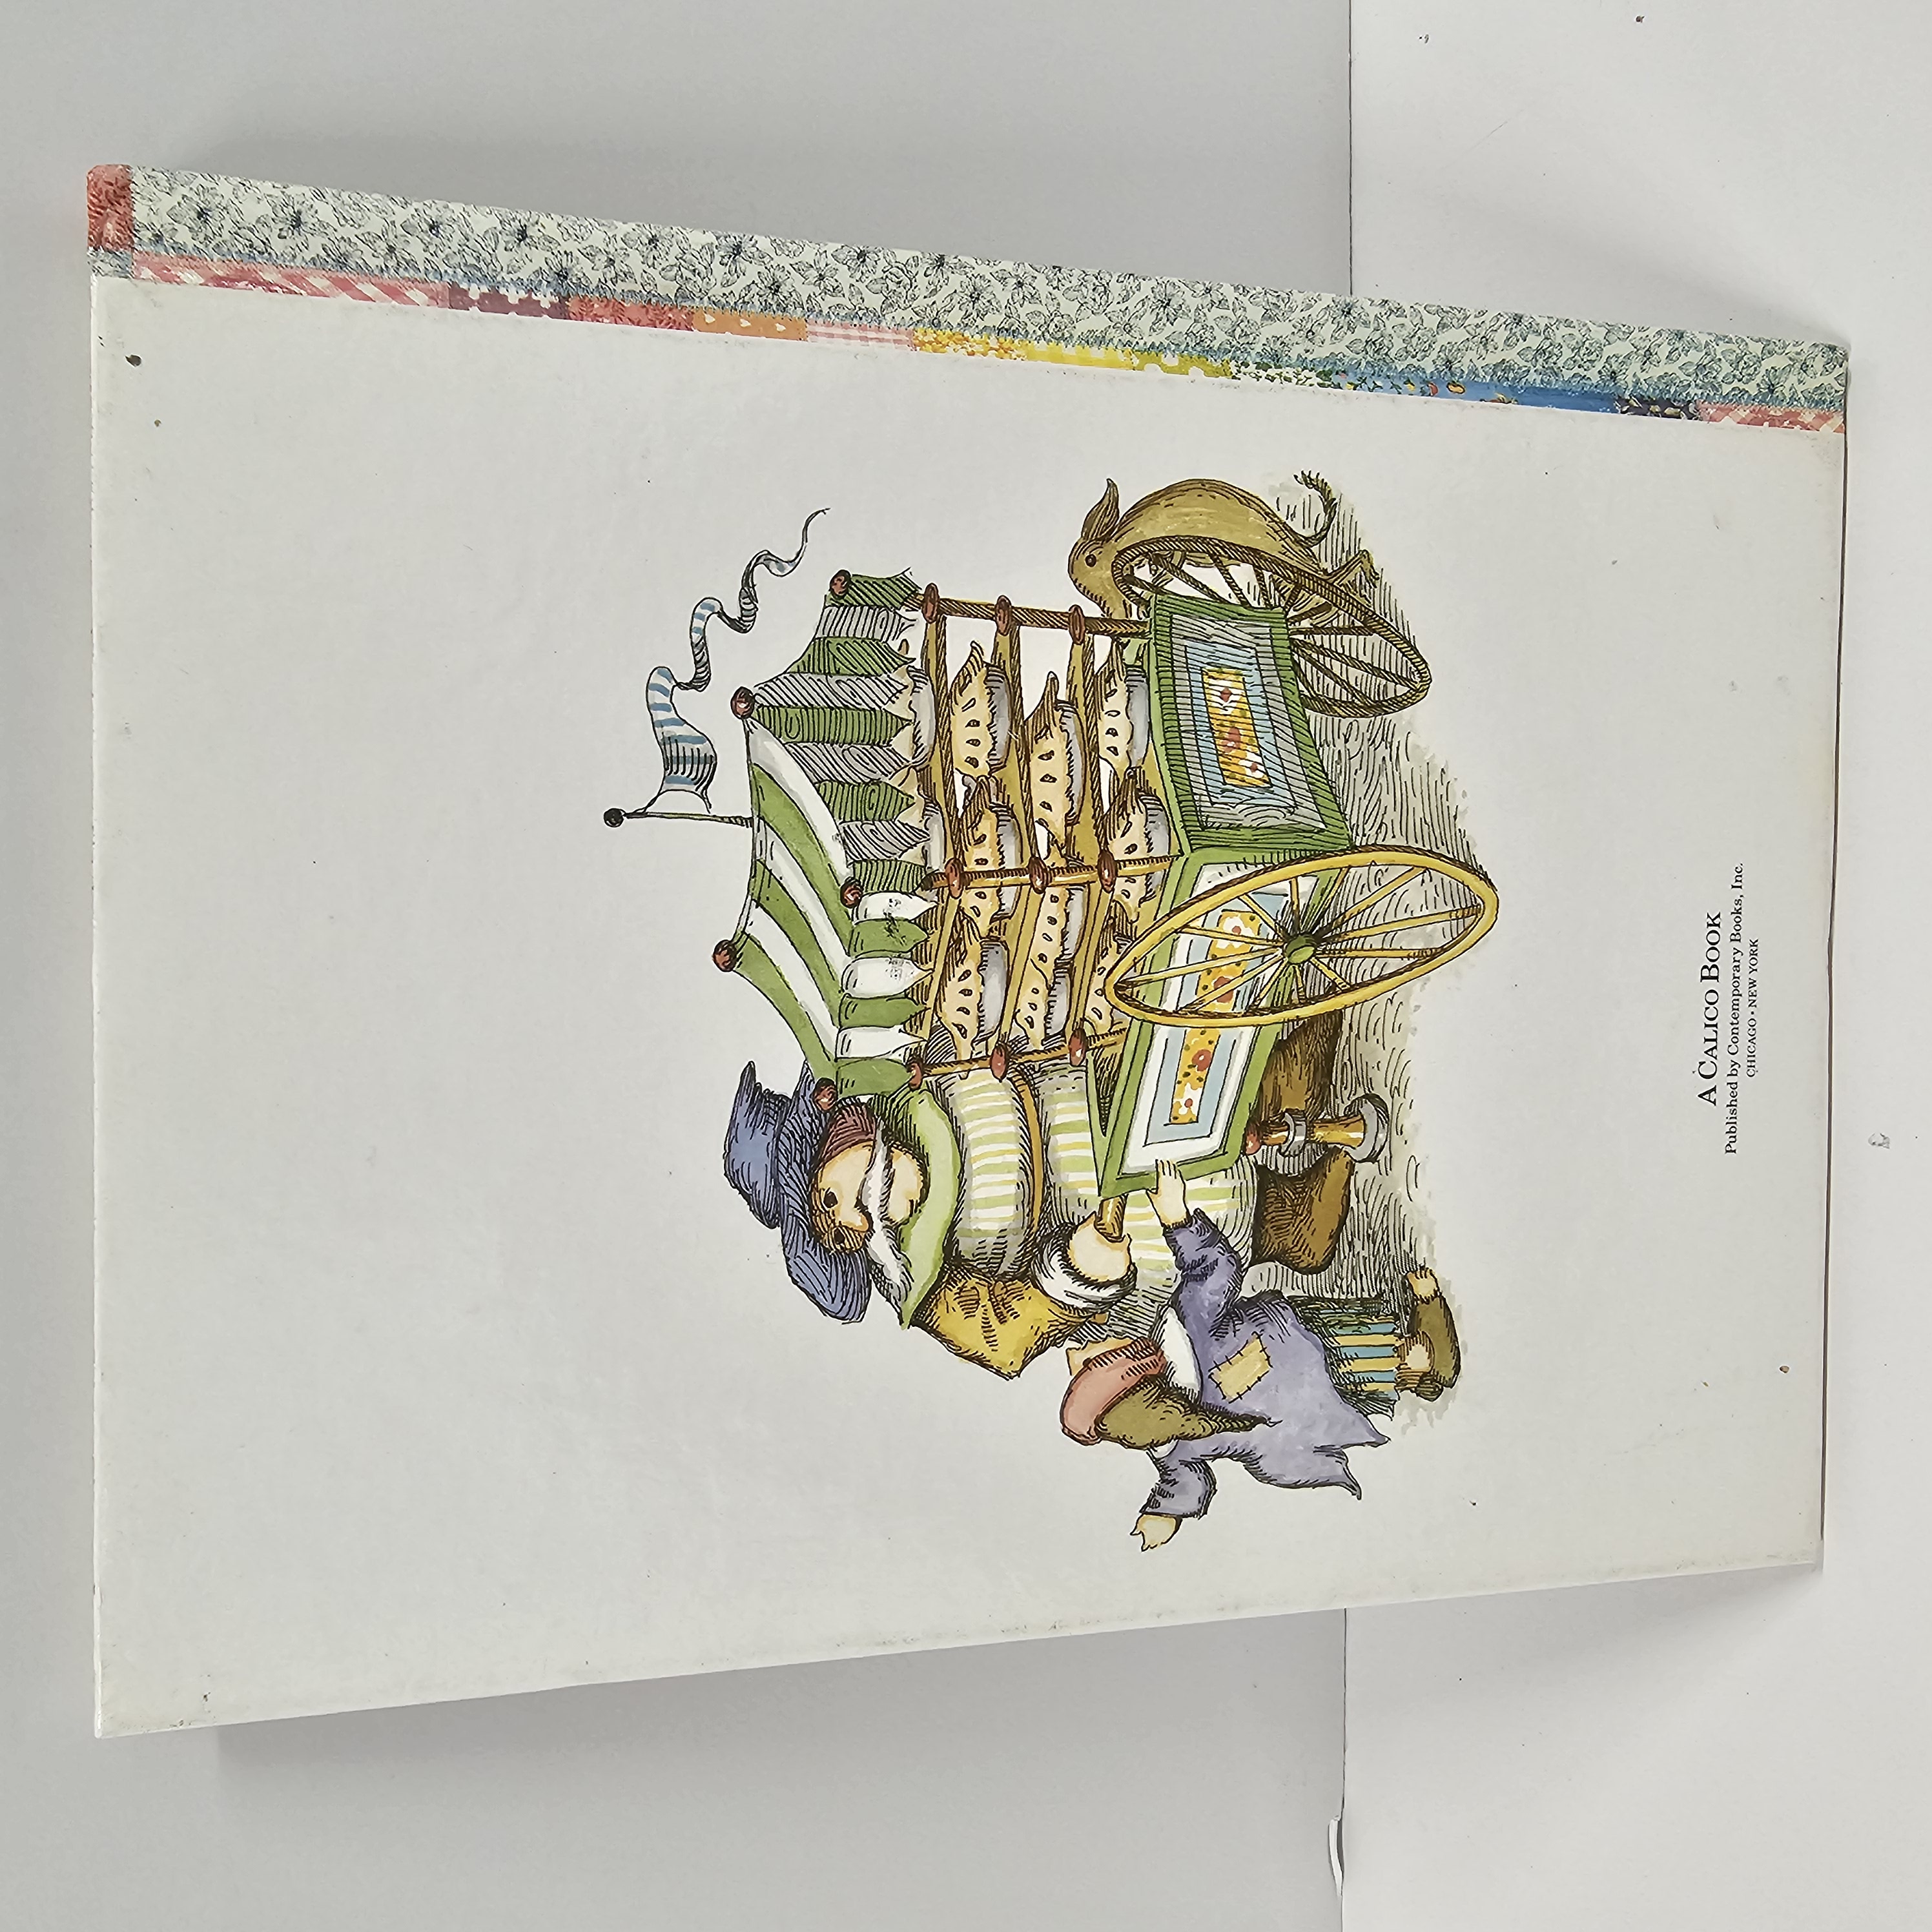 A CALICO BOOK
Published by Contemporary Books, Inc.
CHICAGO • NEW YORK